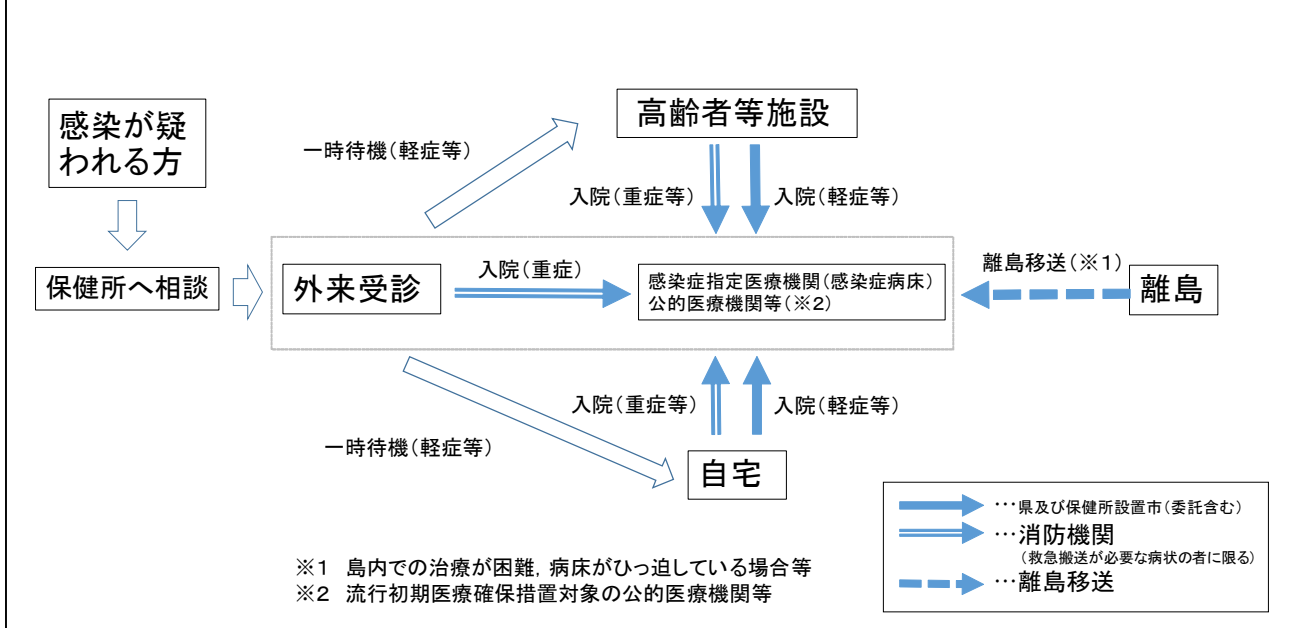 感染が疑
われる方
保健所へ相談
一時待機(軽症等)
高齢者等施設
入院(重症等)
入院(軽症等)
外来受診
入院(重症)
感染症指定医療機関(感染症病床)
公的医療機関等(※2)
離島移送(※1)
離島
入院(重症等)
入院(軽症等)
一時待機(軽症等)
自宅
※1 島内での治療が困難，病床がひっ迫している場合等
※2 流行初期医療確保措置対象の公的医療機関等
…県及び保健所設置市(委託含む)
…消防機関
(救急搬送が必要な病状の者に限る)
…離島移送